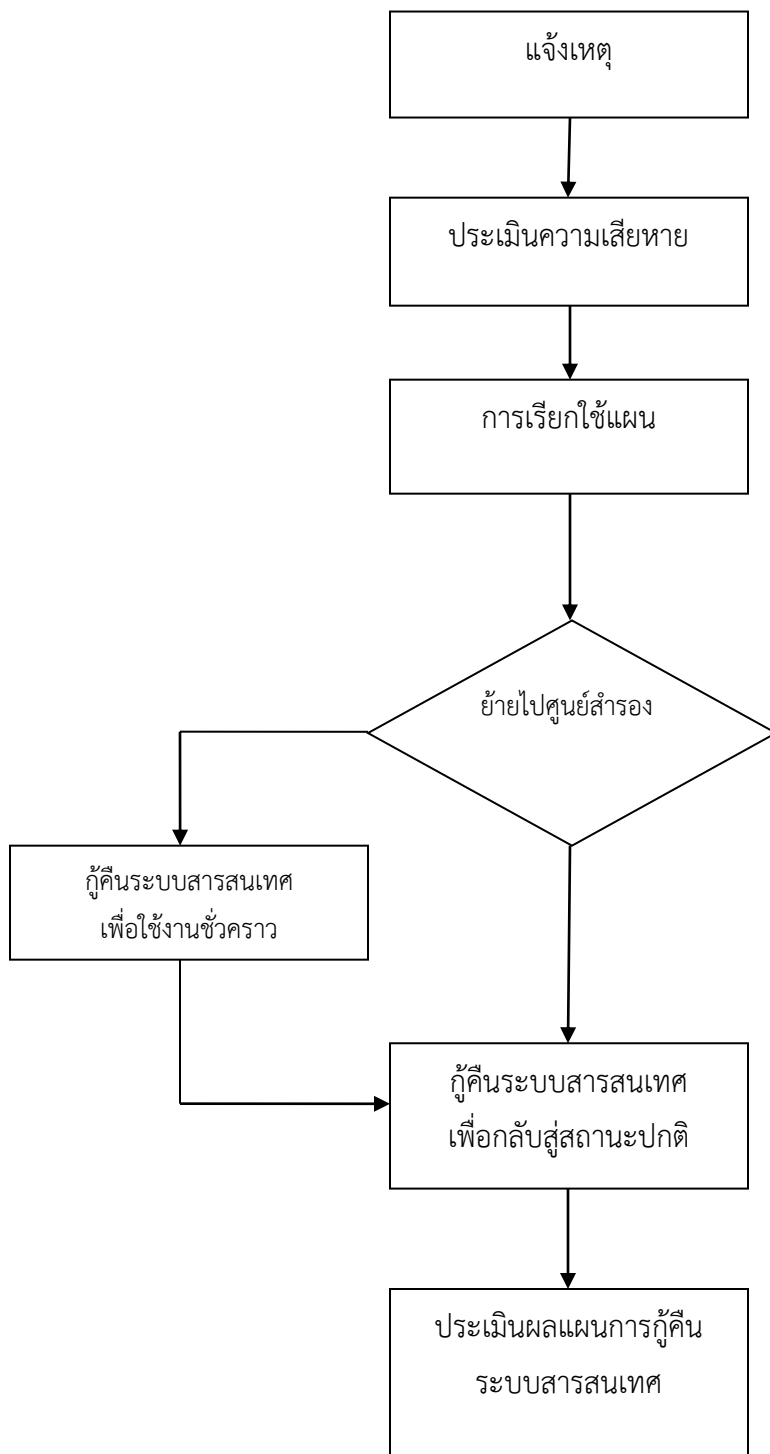 แจ้งเหตุ
ประเมินความเสียหาย
การเรียกใช้แผน
ย้ายไปศูนย์สำรอง
กู้คืนระบบสารสนเทศ
เพื่อใช้งานชั่วคราว
กู้คืนระบบสารสนเทศ
เพื่อกลับสู่สถานะปกติ
ประเมินผลแผนการกู้คืน
ระบบสารสนเทศ